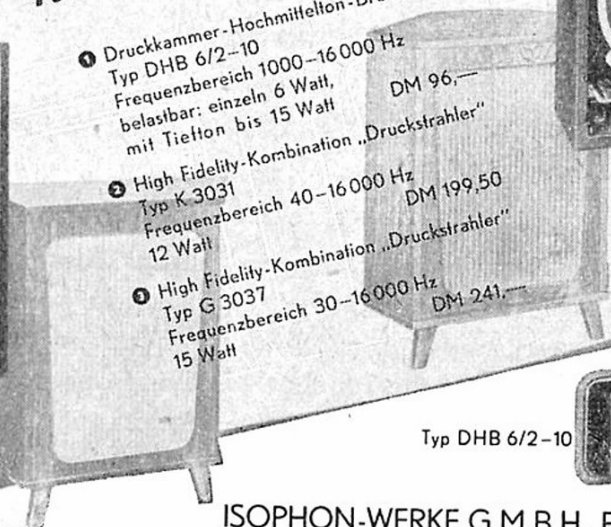 ❶ Druckkammer-Hochmittelton-
Typ DHB 6/2–10
Frequenzbereich 1000–16000 Hz
belastbar: einzeln 6 Watt,
mit Tiefton bis 15 Watt
DM 96,—
❷ High Fidelity-Kombination „Druckstrahler“
Typ K 3031
Frequenzbereich 40–16000 Hz
12 Watt
DM 199,50
❸ High Fidelity-Kombination „Druckstrahler“
Typ G 3037
Frequenzbereich 30–16000 Hz
15 Watt
DM 241,—
Typ DHB 6/2–10
ISOPHON-WERKE G.M.B.H.